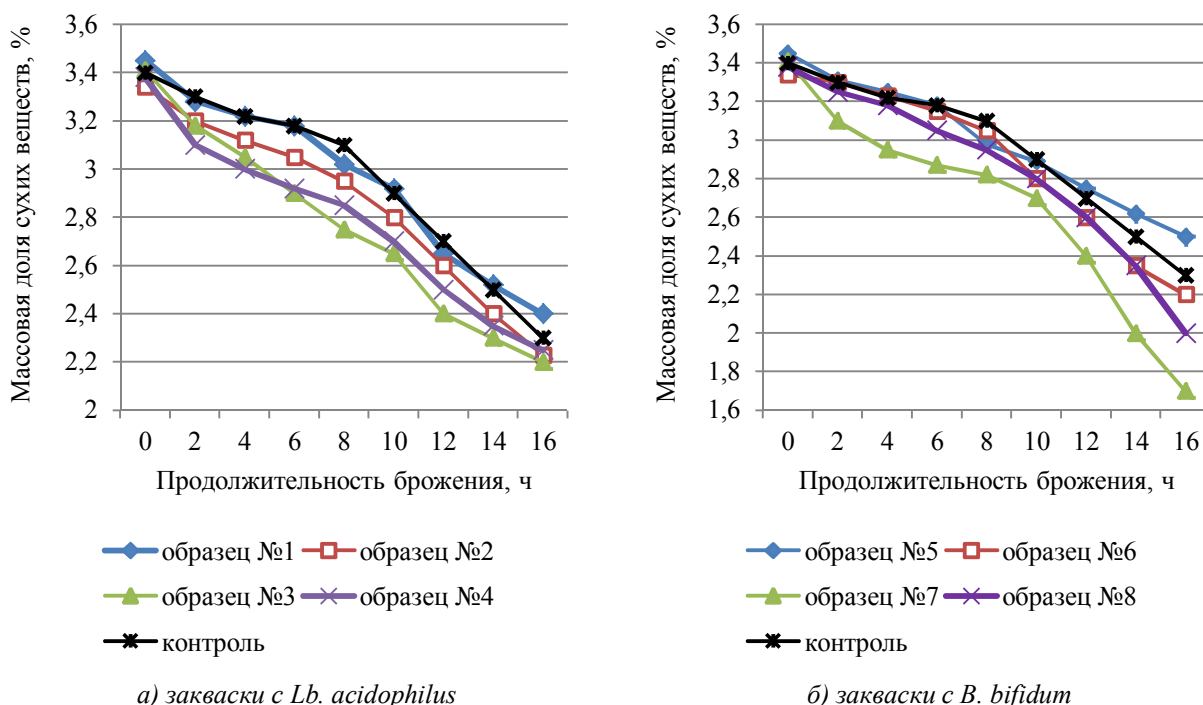 Массовая доля сухих веществ, %
3,6
3,4
3,2
3
2,8
2,6
2,4
2,2
2
0 2 4 6 8 10 12 14 16
Продолжительность брожения, ч
образец №1 образец №2
образец №3 образец №4
контроль
а) закваски с Lb. acidophilus
Массовая доля сухих веществ, %
3,6
3,4
3,2
3
2,8
2,6
2,4
2,2
2
1,8
1,6
0 2 4 6 8 10 12 14 16
Продолжительность брожения, ч
образец №5 образец №6
образец №7 образец №8
контроль
б) закваски с B. bifidum